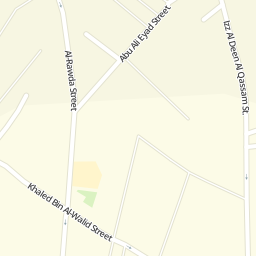 Abu Ali Eyad Street
Izz Al Deen Al Qassam St.
Al-Rawda Street
Khaled Bin Al-Walid Street